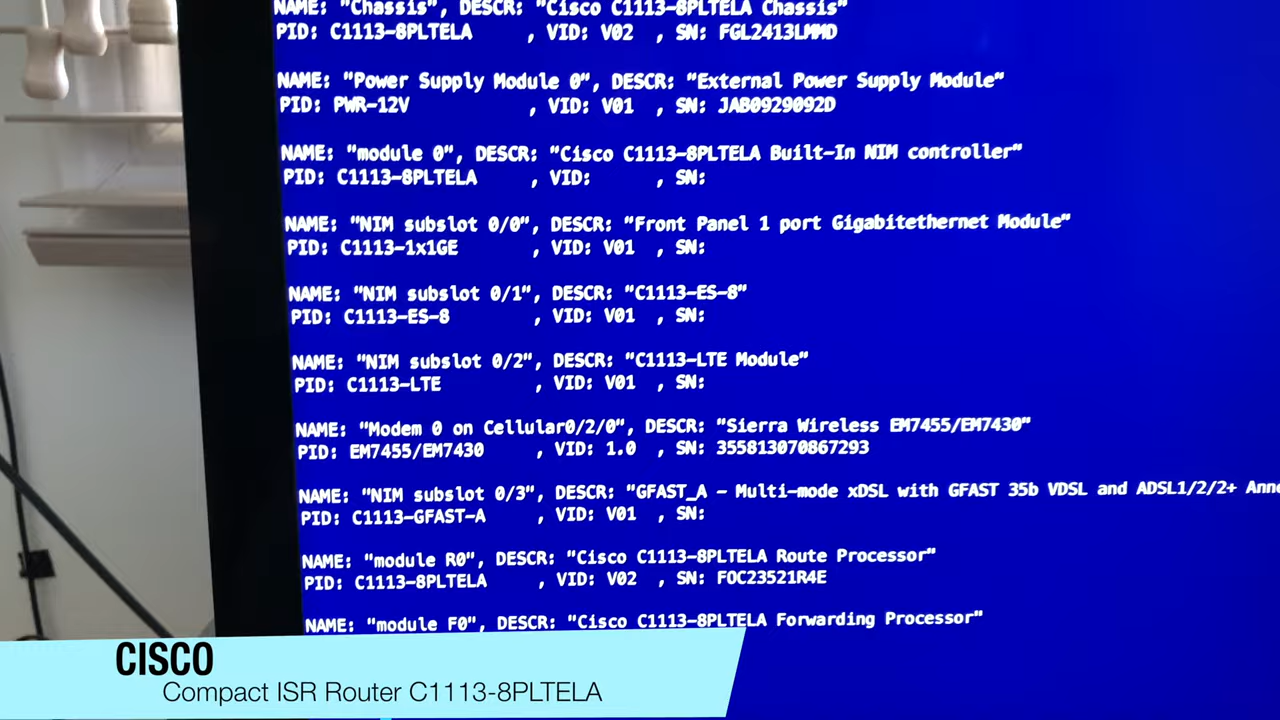 NAME: "Chassis", DESCR: "Cisco C1113-8PLTELA Chassis"
PID: C1113-8PLTELA , VID: V02 , SN: FGL2413LMMD
NAME: "Power Supply Module 0", DESCR: "External Power Supply Module"
PID: PWR-12V , VID: V01 , SN: JAB0929092D
NAME: "module 0", DESCR: "Cisco C1113-8PLTELA Built-In NIM controller"
PID: C1113-8PLTELA , VID: , SN:
NAME: "NIM subslot 0/0", DESCR: "Front Panel 1 port Gigabitethernet Module"
PID: C1113-1x1GE , VID: V01 , SN:
NAME: "NIM subslot 0/1", DESCR: "C1113-ES-8"
PID: C1113-ES-8 , VID: V01 , SN:
NAME: "NIM subslot 0/2", DESCR: "C1113-LTE Module"
PID: C1113-LTE , VID: V01 , SN:
NAME: "Modem 0 on Cellular0/2/0", DESCR: "Sierra Wireless EM7455/EM7430"
PID: EM7455/EM7430 , VID: 1.0 , SN: 355813070867293
NAME: "NIM subslot 0/3", DESCR: "GFAST_A - Multi-mode xDSL with GFAST 35b VDSL and ADSL1/2/2+ Anne
PID: C1113-GFAST-A , VID: V01 , SN:
NAME: "module R0", DESCR: "Cisco C1113-8PLTELA Route Processor"
PID: C1113-8PLTELA , VID: V02 , SN: FOC23521R4E
NAME: "module F0", DESCR: "Cisco C1113-8PLTELA Forwarding Processor"
CISCO
Compact ISR Router C1113-8PLTELA